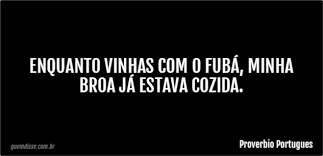 ENQUANTO VINHAS COM O FUBÁ, MINHA
BROA JÁ ESTAVA COZIDA.
quemdisse.com.br
Proverbio Portugues